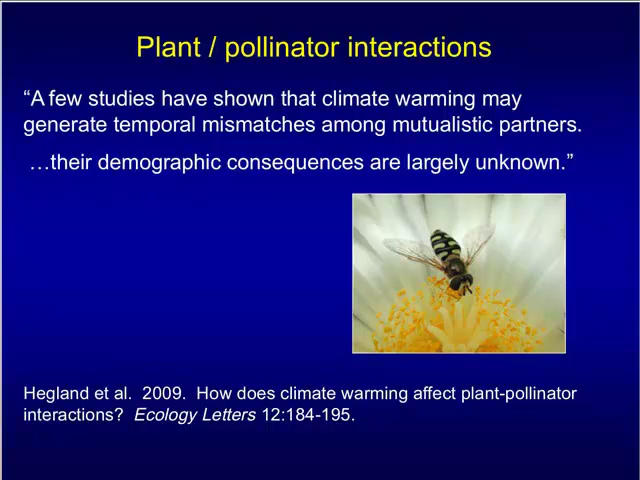 Plant / pollinator interactions
“A few studies have shown that climate warming may
generate temporal mismatches among mutualistic partners.
…their demographic consequences are largely unknown.”
Hegland et al.  2009.  How does climate warming affect plant-pollinator
interactions?  Ecology Letters 12:184-195.